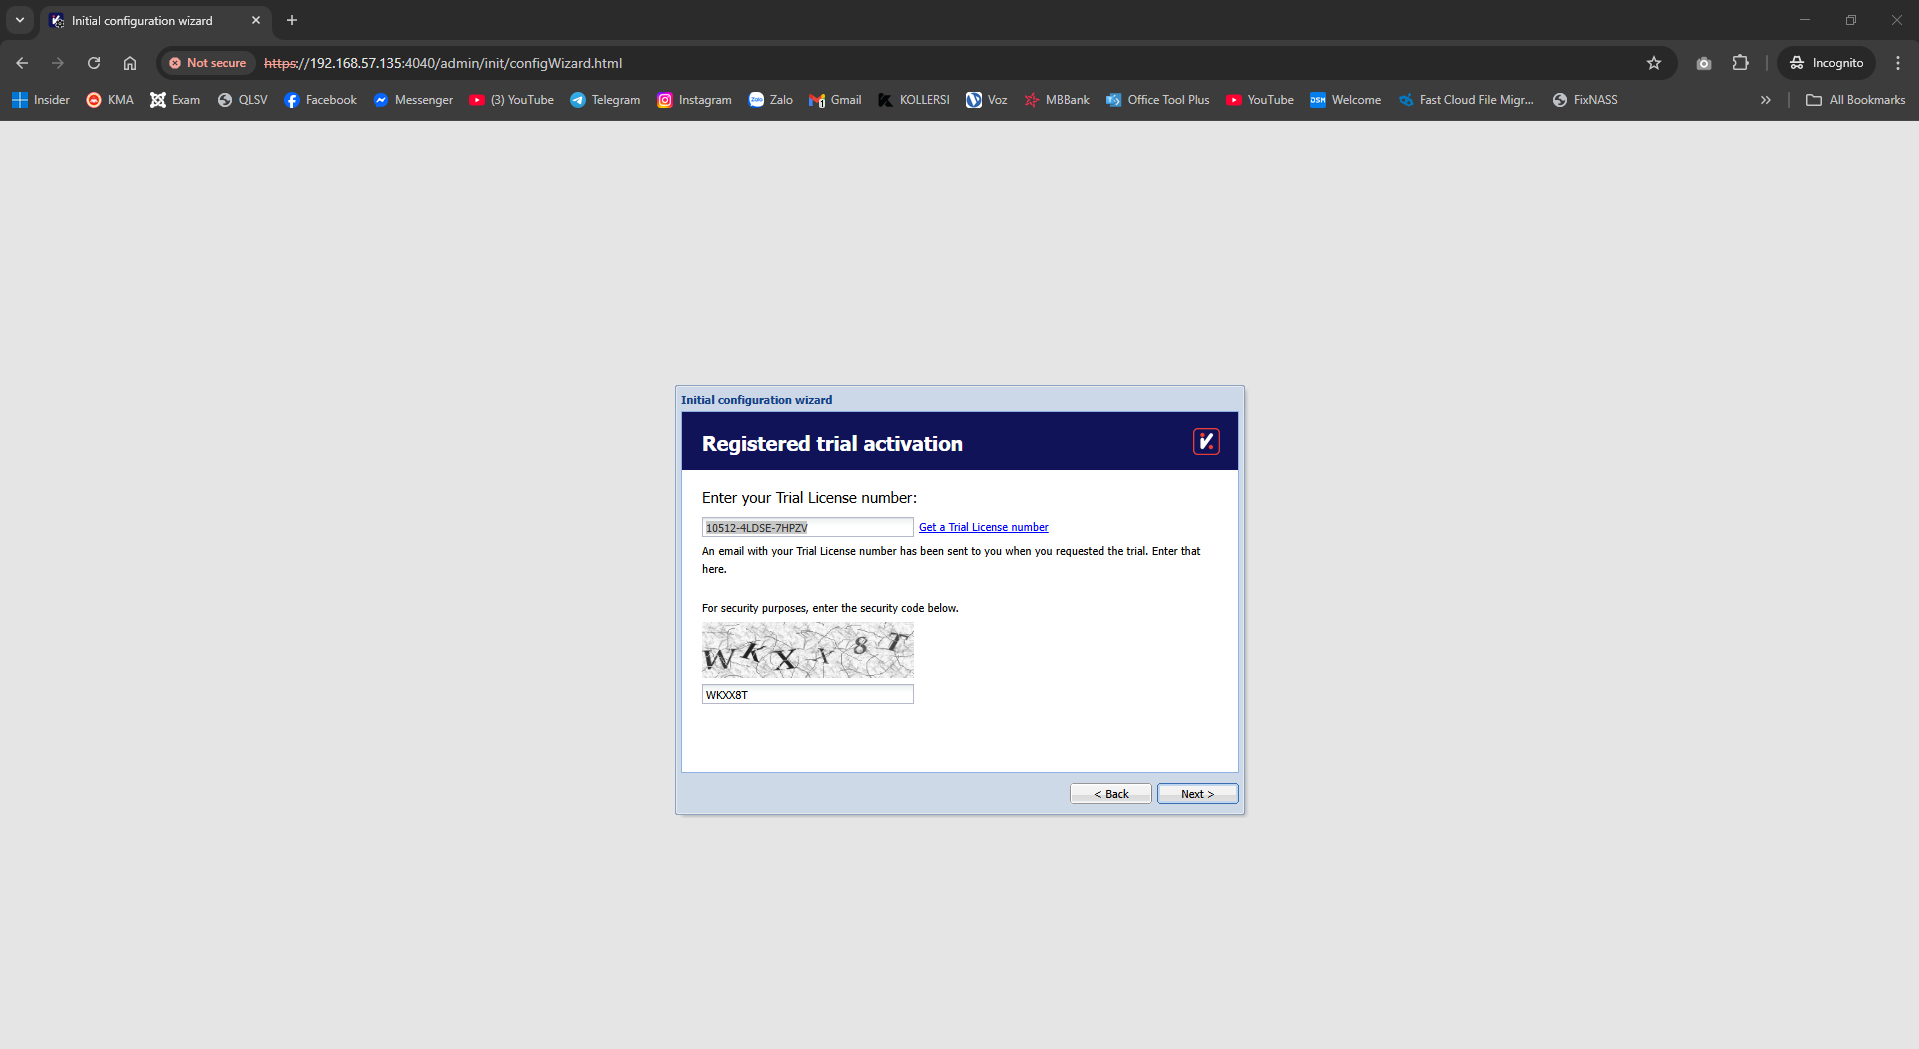 Initial configuration wizard
Not secure https://192.168.57.135:4040/admin/init/configWizard.html Incognito
Insider KMA Exam QLSV Facebook Messenger (3) YouTube Telegram Instagram Zalo Gmail KOLLERSI Voz MBBank Office Tool Plus YouTube Welcome Fast Cloud File Migr... FixNASS All Bookmarks
Initial configuration wizard
Registered trial activation
Enter your Trial License number:
10512-4LDSE-7HPZV Get a Trial License number
An email with your Trial License number has been sent to you when you requested the trial. Enter that
here.
For security purposes, enter the security code below.
WKXX8T
WKXX8T
< Back Next >